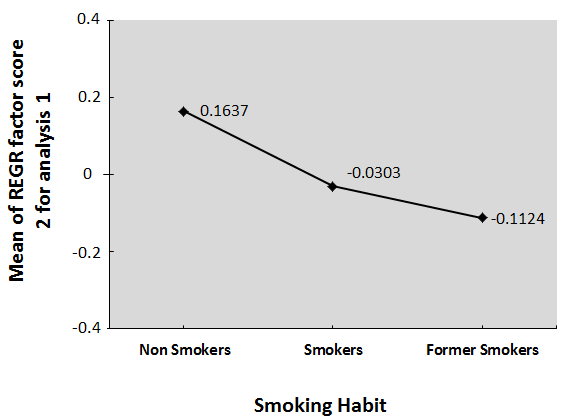 Mean of REGR factor score
2 for analysis 1
0.4
0.2
0
-0.2
-0.4
0.1637
-0.0303
-0.1124
Non Smokers
Smokers
Former Smokers
Smoking Habit